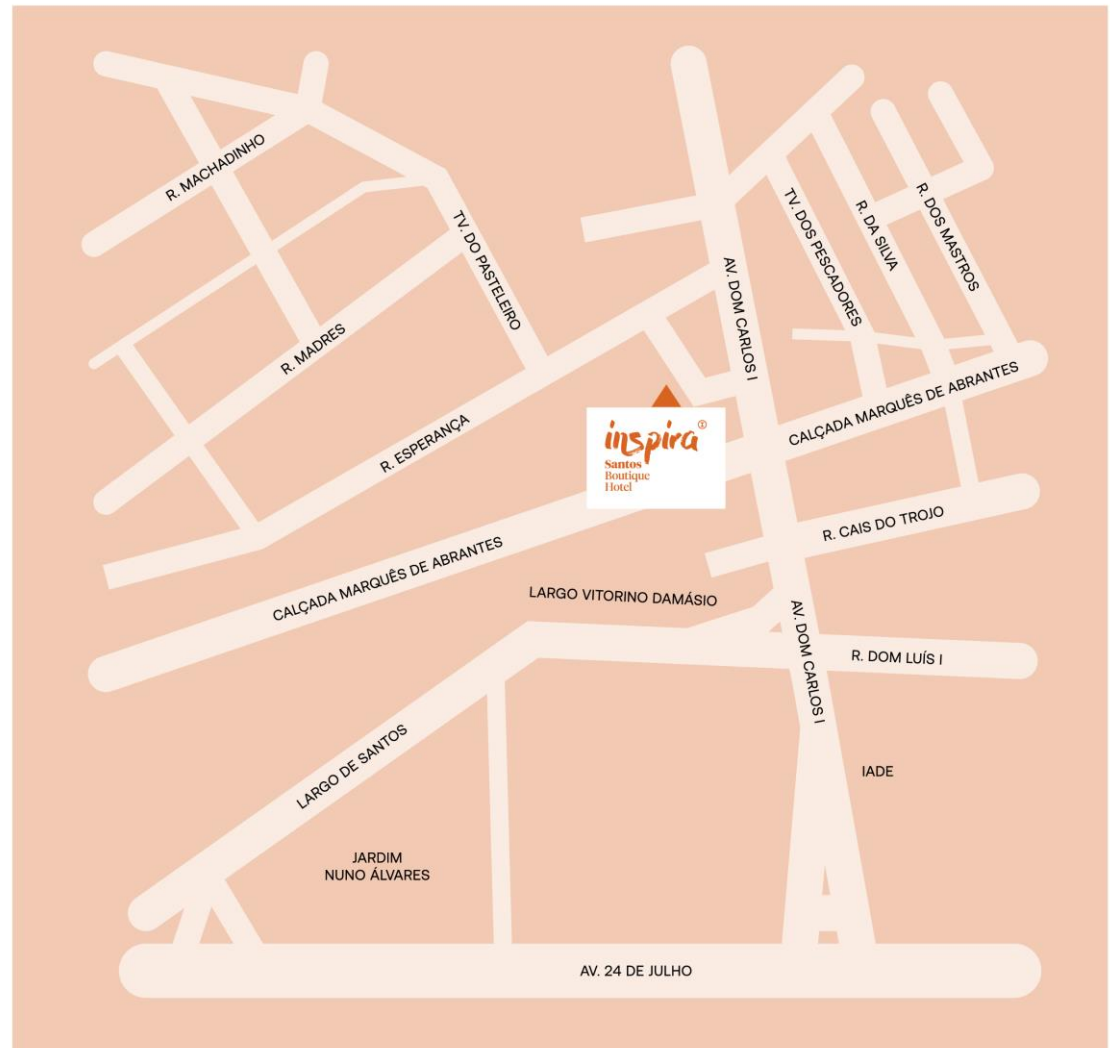 R. MACHADINHO
R. MADRES
TV. DO PASTELEIRO
R. ESPERANÇA
AV. DOM CARLOS I
TV. DOS PESCADORES
R. DA SILVA
R. DOS MASTROS
CALÇADA MARQUÊS DE ABRANTES
inspira
Santos
Boutique
Hotel
R. CAIS DO TROJO
CALÇADA MARQUÊS DE ABRANTES
LARGO VITORINO DAMÁSIO
AV. DOM CARLOS I
R. DOM LUÍS I
LARGO DE SANTOS
IADE
JARDIM
NUNO ÁLVARES
AV. 24 DE JULHO